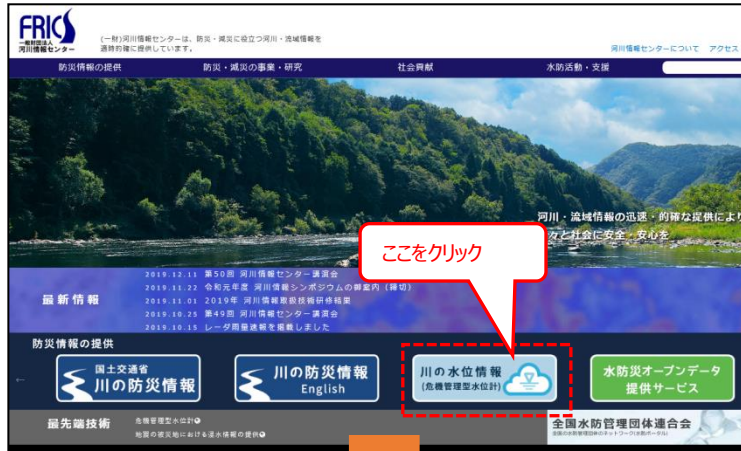 FRICS
一般財団法人
河川情報センター
(一財)河川情報センターは、防災・減災に役立つ河川・流域情報を
適時的確に提供しています。
河川情報センターについて アクセス
防災情報の提供 防災・減災の事業・研究 社会貢献 水防活動・支援
河川・流域情報の迅速・的確な提供により
々と社会に安全・安心を
ここをクリック
最新情報
2019.12.11 第50回 河川情報センター講演会
2019.11.22 令和元年度 河川情報シンポジウムの御案内(締切)
2019.11.01 2019年 河川情報取扱技術研修結果
2019.10.25 第49回 河川情報センター講演会
2019.10.15 レーダ雨量速報を掲載しました
防災情報の提供
国土交通省
川の防災情報
川の防災情報
English
川の水位情報
(危機管理型水位計)
水防災オープンデータ
提供サービス
最先端技術
危機管理型水位計
地震の被災地における浸水情報の提供
全国水防管理団体連合会